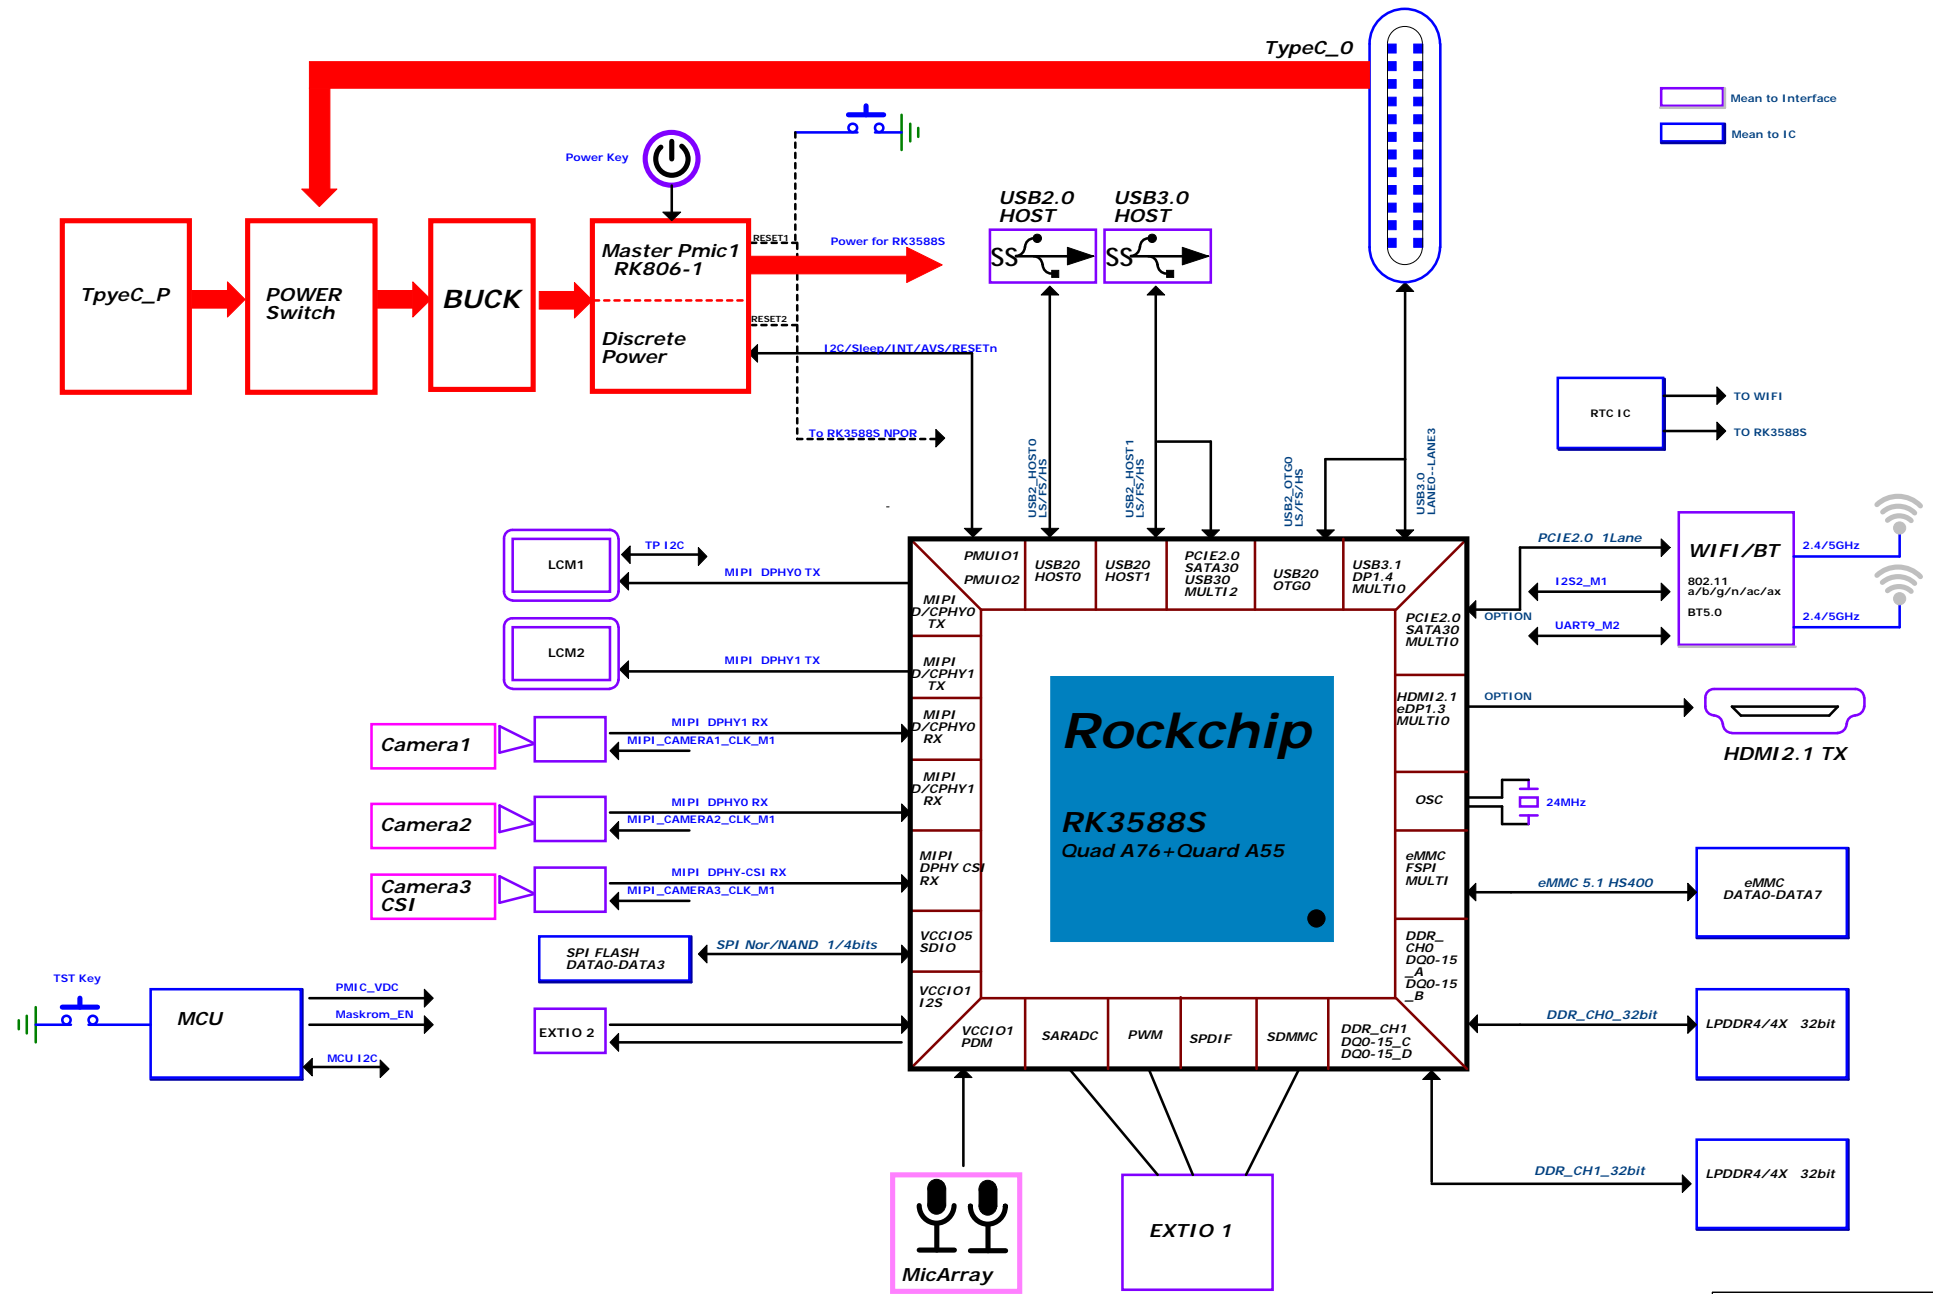 TypeC_0
Mean to Interface
Mean to IC
Power Key
USB2.0
HOST
USB3.0
HOST
RESET1
Power for RK3588S
SS
SS
TpyeC_P
POWER
Switch
BUCK
Master Pmic1
RK806-1
Discrete
Power
RESET2
I2C/Sleep/INT/AVS/RESETn
To RK3588S NPOR
RTC IC
TO WIFI
TO RK3588S
USB2_HOST0
LS/FS/HS
USB2_HOST1
LS/FS/HS
USB2_OTG0
LS/FS/HS
USB3.0
LANE0--LANE3
LCM1
TP I2C
MIPI DPHY0 TX
LCM2
MIPI DPHY1 TX
Camera1
MIPI DPHY1 RX
MIPI_CAMERA1_CLK_M1
Camera2
MIPI DPHY0 RX
MIPI_CAMERA2_CLK_M1
Camera3
CSI
MIPI DPHY-CSI RX
MIPI_CAMERA3_CLK_M1
SPI FLASH
DATA0-DATA3
SPI Nor/NAND 1/4bits
TST Key
MCU
PMIC_VDC
Maskrom_EN
MCU I2C
EXTIO 2
PMUIO1
PMUIO2
USB20
HOST0
USB20
HOST1
PCIE2.0
SATA30
USB30
MULTI2
USB20
OTG0
USB3.1
DP1.4
MULTI0
MIPI
D/CPHY0
TX
MIPI
D/CPHY1
TX
MIPI
D/CPHY0
RX
MIPI
D/CPHY1
RX
MIPI
DPHY CSI
RX
VCCIO5
SDIO
VCCIO1
I2S
VCCIO1
PDM
SARADC
PWM
SPDIF
SDMMC
DDR_CH1
DQ0-15_C
DQ0-15_D
PCIE2.0
SATA30
MULTI0
HDMI2.1
eDP1.3
MULTI0
OSC
eMMC
FSPI
MULTI
DDR_
CH0
DQ0-15
_A
DQ0-15
_B
Rockchip
RK3588S
Quad A76+Quard A55
PCIE2.0 1Lane
I2S2_M1
OPTION
UART9_M2
WIFI/BT
802.11
a/b/g/n/ac/ax
BT5.0
2.4/5GHz
2.4/5GHz
OPTION
HDMI2.1 TX
24MHz
eMMC 5.1 HS400
eMMC
DATA0-DATA7
DDR_CH0_32bit
LPDDR4/4X 32bit
DDR_CH1_32bit
LPDDR4/4X 32bit
MicArray
EXTIO 1